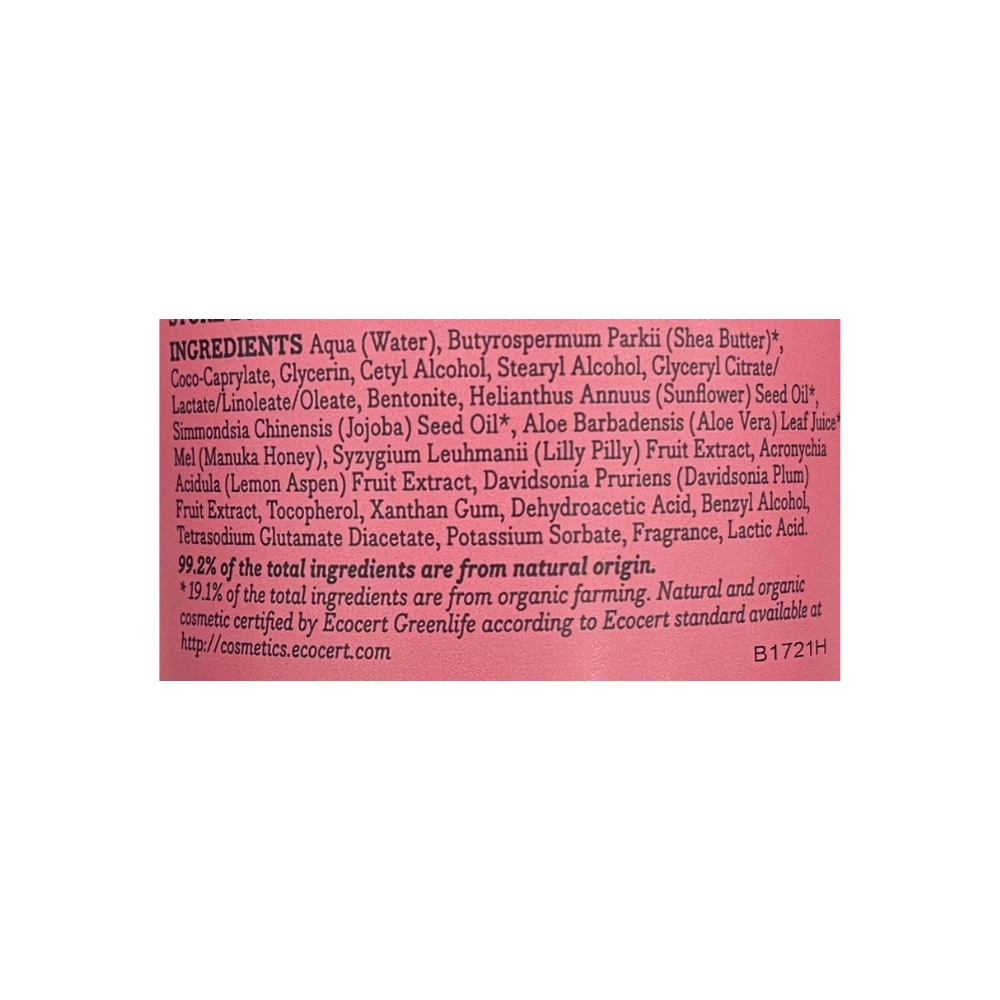 INGREDIENTS Aqua (Water), Butyrospermum Parkii (Shea Butter)*,
Coco-Caprylate, Glycerin, Cetyl Alcohol, Stearyl Alcohol, Glyceryl Citrate/
Lactate/Linoleate/Oleate, Bentonite, Helianthus Annuus (Sunflower) Seed Oil*,
Simmondsia Chinensis (Jojoba) Seed Oil*, Aloe Barbadensis (Aloe Vera) Leaf Juice*
Mel (Manuka Honey), Syzygium Leuhmanii (Lilly Pilly) Fruit Extract, Acronychia
Acidula (Lemon Aspen) Fruit Extract, Davidsonia Pruriens (Davidsonia Plum)
Fruit Extract, Tocopherol, Xanthan Gum, Dehydroacetic Acid, Benzyl Alcohol,
Tetrasodium Glutamate Diacetate, Potassium Sorbate, Fragrance, Lactic Acid.
99.2% of the total ingredients are from natural origin.
*19.1% of the total ingredients are from organic farming. Natural and organic
cosmetic certified by Ecocert Greenlife according to Ecocert standard available at
http://cosmetics.ecocert.com
B1721H